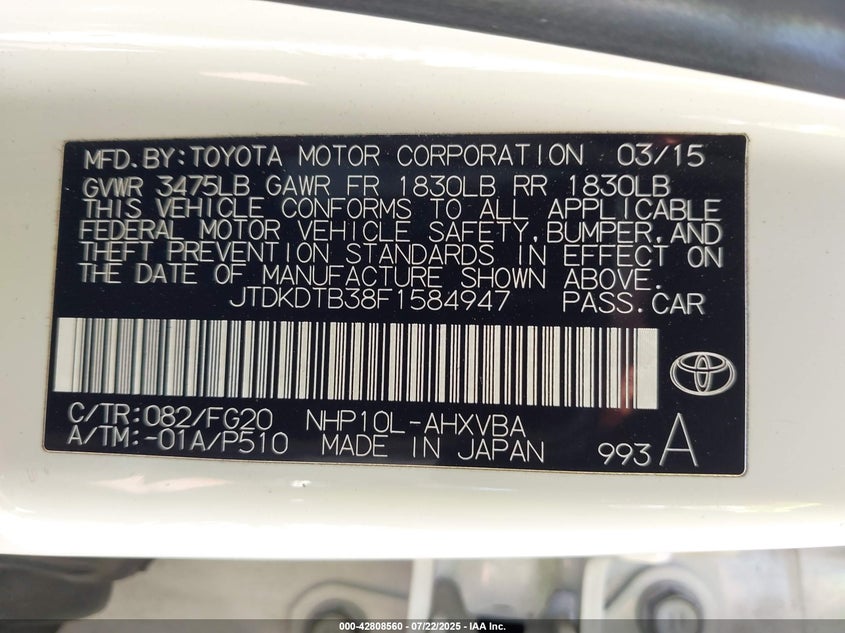 MFD. BY: TOYOTA MOTOR CORPORATION 03/15
GVWR 3475LB GAWR FR 1830LB RR 1830LB
THIS VEHICLE CONFORMS TO ALL APPLICABLE
FEDERAL MOTOR VEHICLE SAFETY, BUMPER, AND
THEFT PREVENTION STANDARDS IN EFFECT ON
THE DATE OF MANUFACTURE SHOWN ABOVE.
JTDKDTB38F1584947 PASS. CAR
C/TR: 082/FG20 NHP10L-AHXVBA
A/TM: -01A/P510 MADE IN JAPAN 993 A
000-42808560 - 07/22/2025 - IAA Inc.